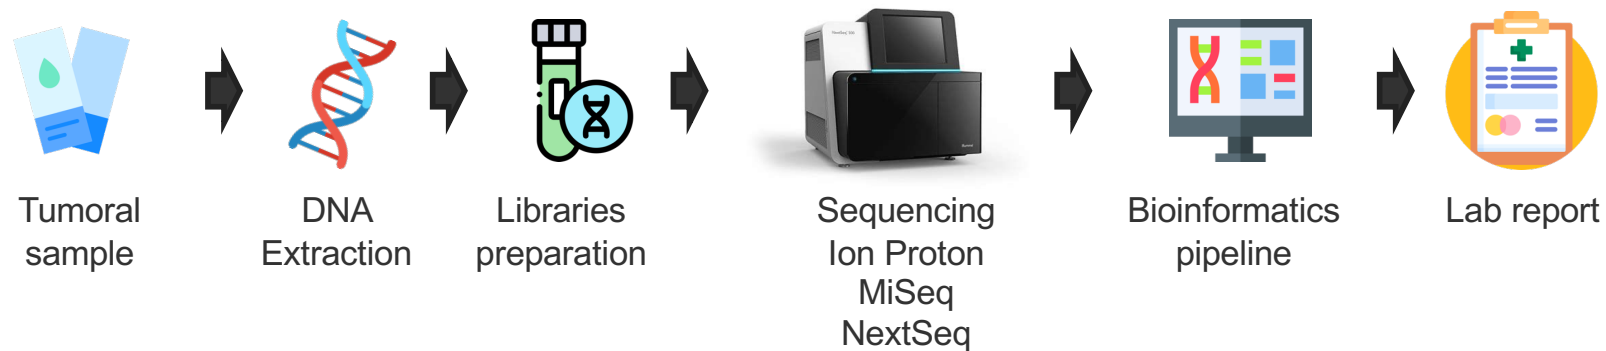 Tumoral
sample
DNA
Extraction
Libraries
preparation
Sequencing
Ion Proton
MiSeq
NextSeq
Bioinformatics
pipeline
Lab report